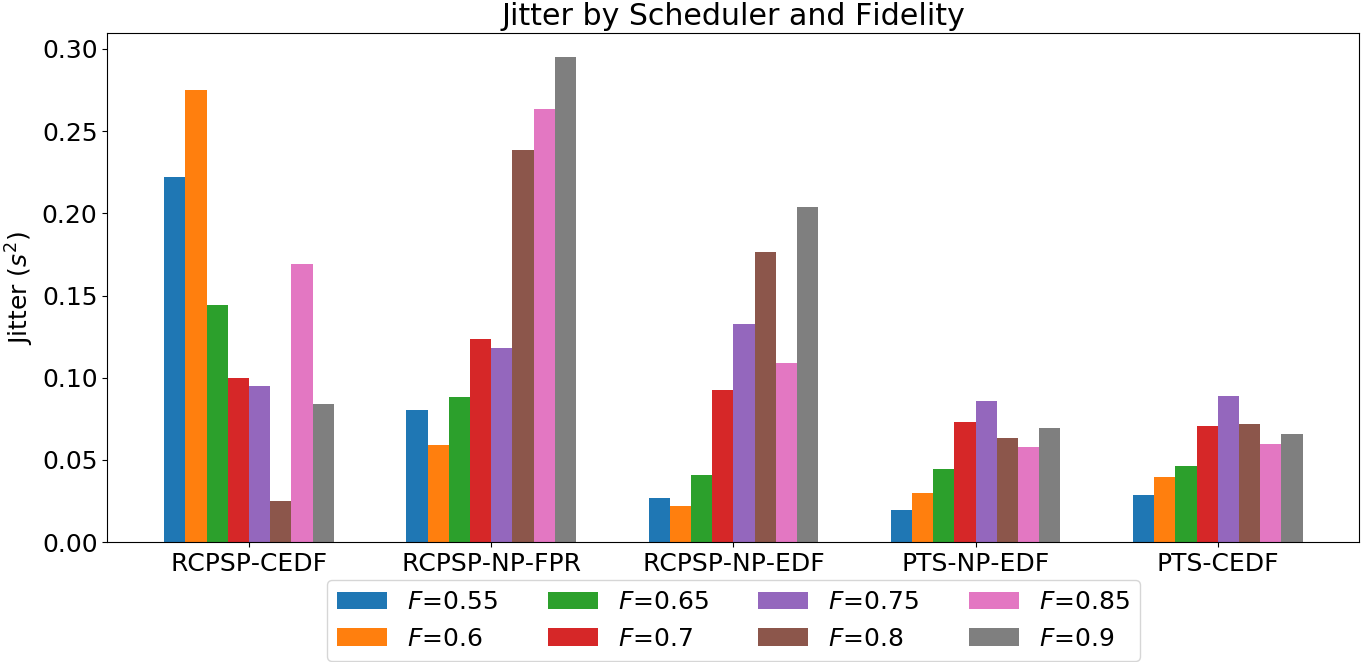 Jitter by Scheduler and Fidelity
Jitter (s²)
0.30
0.25
0.20
0.15
0.10
0.05
0.00
RCPSP-CEDF RCPSP-NP-FPR RCPSP-NP-EDF PTS-NP-EDF PTS-CEDF
F=0.55 F=0.65 F=0.75 F=0.85
F=0.6 F=0.7 F=0.8 F=0.9